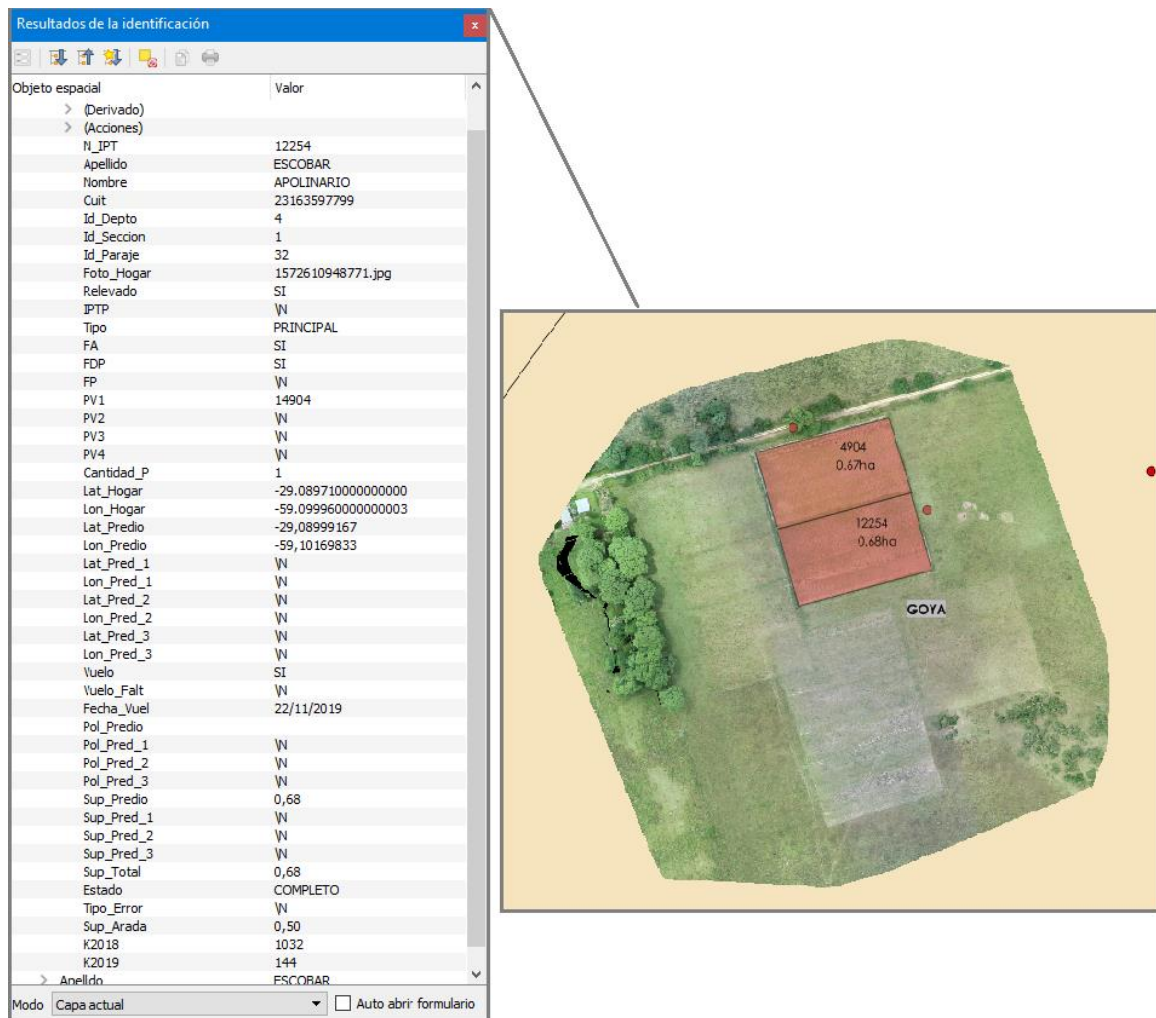 Resultados de la identificación
x
Objeto espacial Valor
(Derivado)
(Acciones)
N_IPT 12254
Apellido ESCOBAR
Nombre APOLINARIO
Cuit 23163597799
Id_Depto 4
Id_Seccion 1
Id_Paraje 32
Foto_Hogar 1572610948771.jpg
Relevado SI
IPTP \N
Tipo PRINCIPAL
FA SI
FDP SI
FP \N
PV1 14904
PV2 \N
PV3 \N
PV4 \N
Cantidad_P 1
Lat_Hogar -29.089710000000000
Lon_Hogar -59.099960000000003
Lat_Predio -29,08999167
Lon_Predio -59,10169833
Lat_Pred_1 \N
Lon_Pred_1 \N
Lat_Pred_2 \N
Lon_Pred_2 \N
Lat_Pred_3 \N
Lon_Pred_3 \N
Vuelo SI
Vuelo_Falt \N
Fecha_Vuel 22/11/2019
Pol_Predio
Pol_Pred_1 \N
Pol_Pred_2 \N
Pol_Pred_3 \N
Sup_Predio 0,68
Sup_Pred_1 \N
Sup_Pred_2 \N
Sup_Pred_3 \N
Sup_Total 0,68
Estado COMPLETO
Tipo_Error \N
Sup_Arada 0,50
K2018 1032
K2019 144
Apelldo ESCOBAR
Modo Capa actual Auto abrir formulario
4904
0.67ha
12254
0.68ha
GOYA